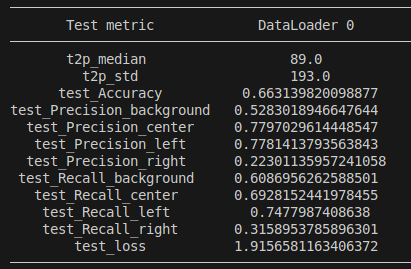 Test metric DataLoader 0
t2p_median 89.0
t2p_std 193.0
test_Accuracy 0.663139820098877
test_Precision_background 0.5283018946647644
test_Precision_center 0.7797029614448547
test_Precision_left 0.7781413793563843
test_Precision_right 0.22301135957241058
test_Recall_background 0.6086956262588501
test_Recall_center 0.6928152441978455
test_Recall_left 0.7477987408638
test_Recall_right 0.3158953785896301
test_loss 1.9156581163406372